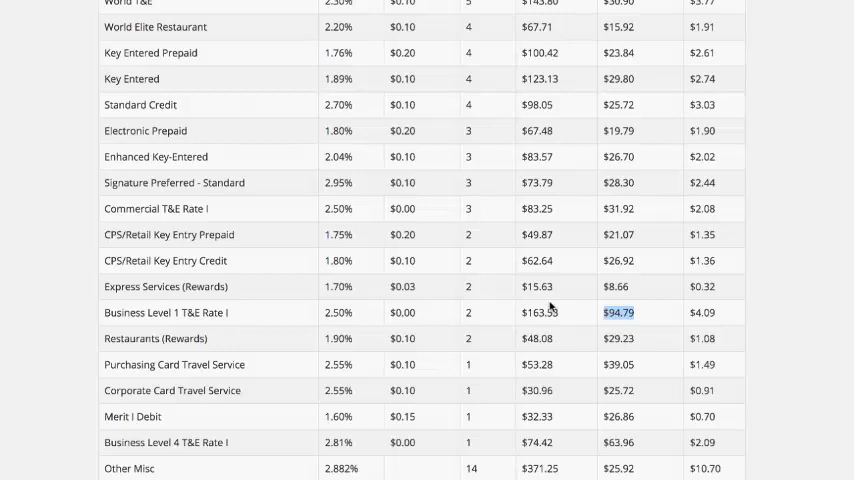 World T&E 2.30% $0.10 5 $143.80 $30.90 $3.77
World Elite Restaurant 2.20% $0.10 4 $67.71 $15.92 $1.91
Key Entered Prepaid 1.76% $0.20 4 $100.42 $23.84 $2.61
Key Entered 1.89% $0.10 4 $123.13 $29.80 $2.74
Standard Credit 2.70% $0.10 4 $98.05 $25.72 $3.03
Electronic Prepaid 1.80% $0.20 3 $67.48 $19.79 $1.90
Enhanced Key-Entered 2.04% $0.10 3 $83.57 $26.70 $2.02
Signature Preferred - Standard 2.95% $0.10 3 $73.79 $28.30 $2.44
Commercial T&E Rate I 2.50% $0.00 3 $83.25 $31.92 $2.08
CPS/Retail Key Entry Prepaid 1.75% $0.20 2 $49.87 $21.07 $1.35
CPS/Retail Key Entry Credit 1.80% $0.10 2 $62.64 $26.92 $1.36
Express Services (Rewards) 1.70% $0.03 2 $15.63 $8.66 $0.32
Business Level 1 T&E Rate I 2.50% $0.00 2 $163.53 $94.79 $4.09
Restaurants (Rewards) 1.90% $0.10 2 $48.08 $29.23 $1.08
Purchasing Card Travel Service 2.55% $0.10 1 $53.28 $39.05 $1.49
Corporate Card Travel Service 2.55% $0.10 1 $30.96 $25.72 $0.91
Merit I Debit 1.60% $0.15 1 $32.33 $26.86 $0.70
Business Level 4 T&E Rate I 2.81% $0.00 1 $74.42 $63.96 $2.09
Other Misc 2.882% 14 $371.25 $25.92 $10.70